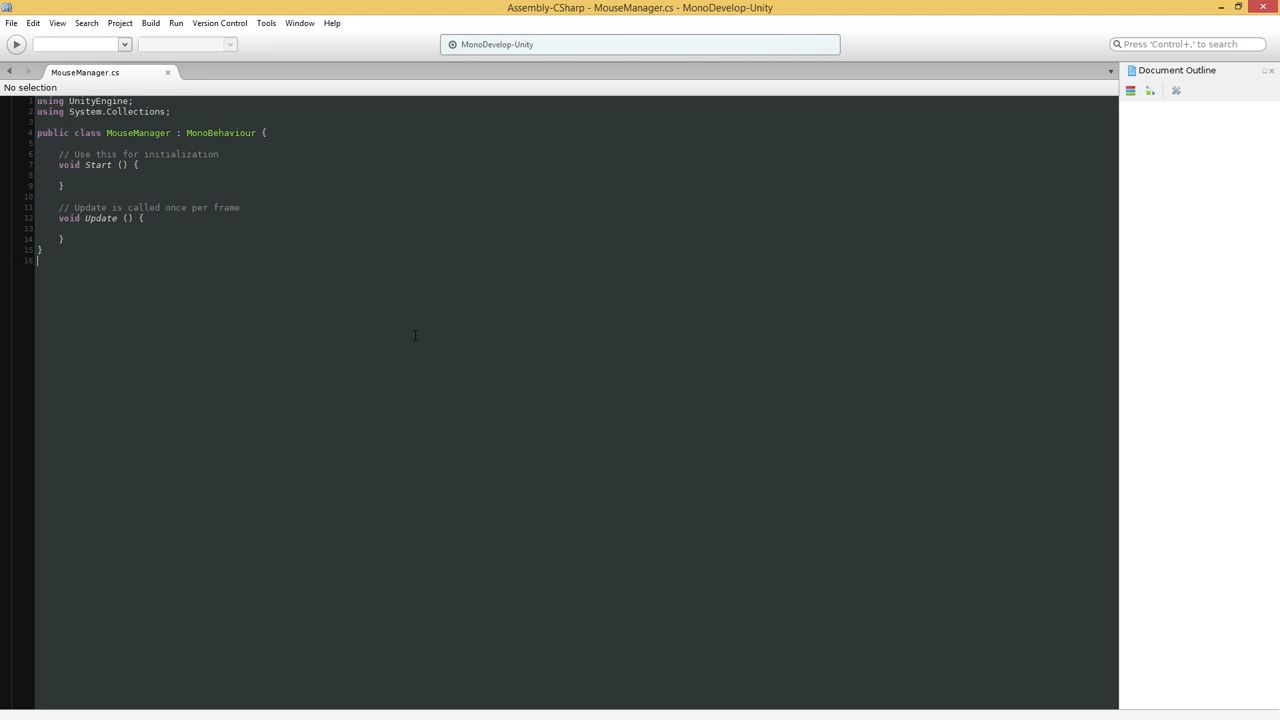 Assembly-CSharp - MouseManager.cs - MonoDevelop-Unity
File Edit View Search Project Build Run Version Control Tools Window Help
MonoDevelop-Unity
Press 'Control+,' to search
MouseManager.cs
Document Outline
No selection
1 using UnityEngine;
2 using System.Collections;
3
4 public class MouseManager : MonoBehaviour {
5
6 // Use this for initialization
7 void Start () {
8
9 }
10
11 // Update is called once per frame
12 void Update () {
13
14 }
15 }
16